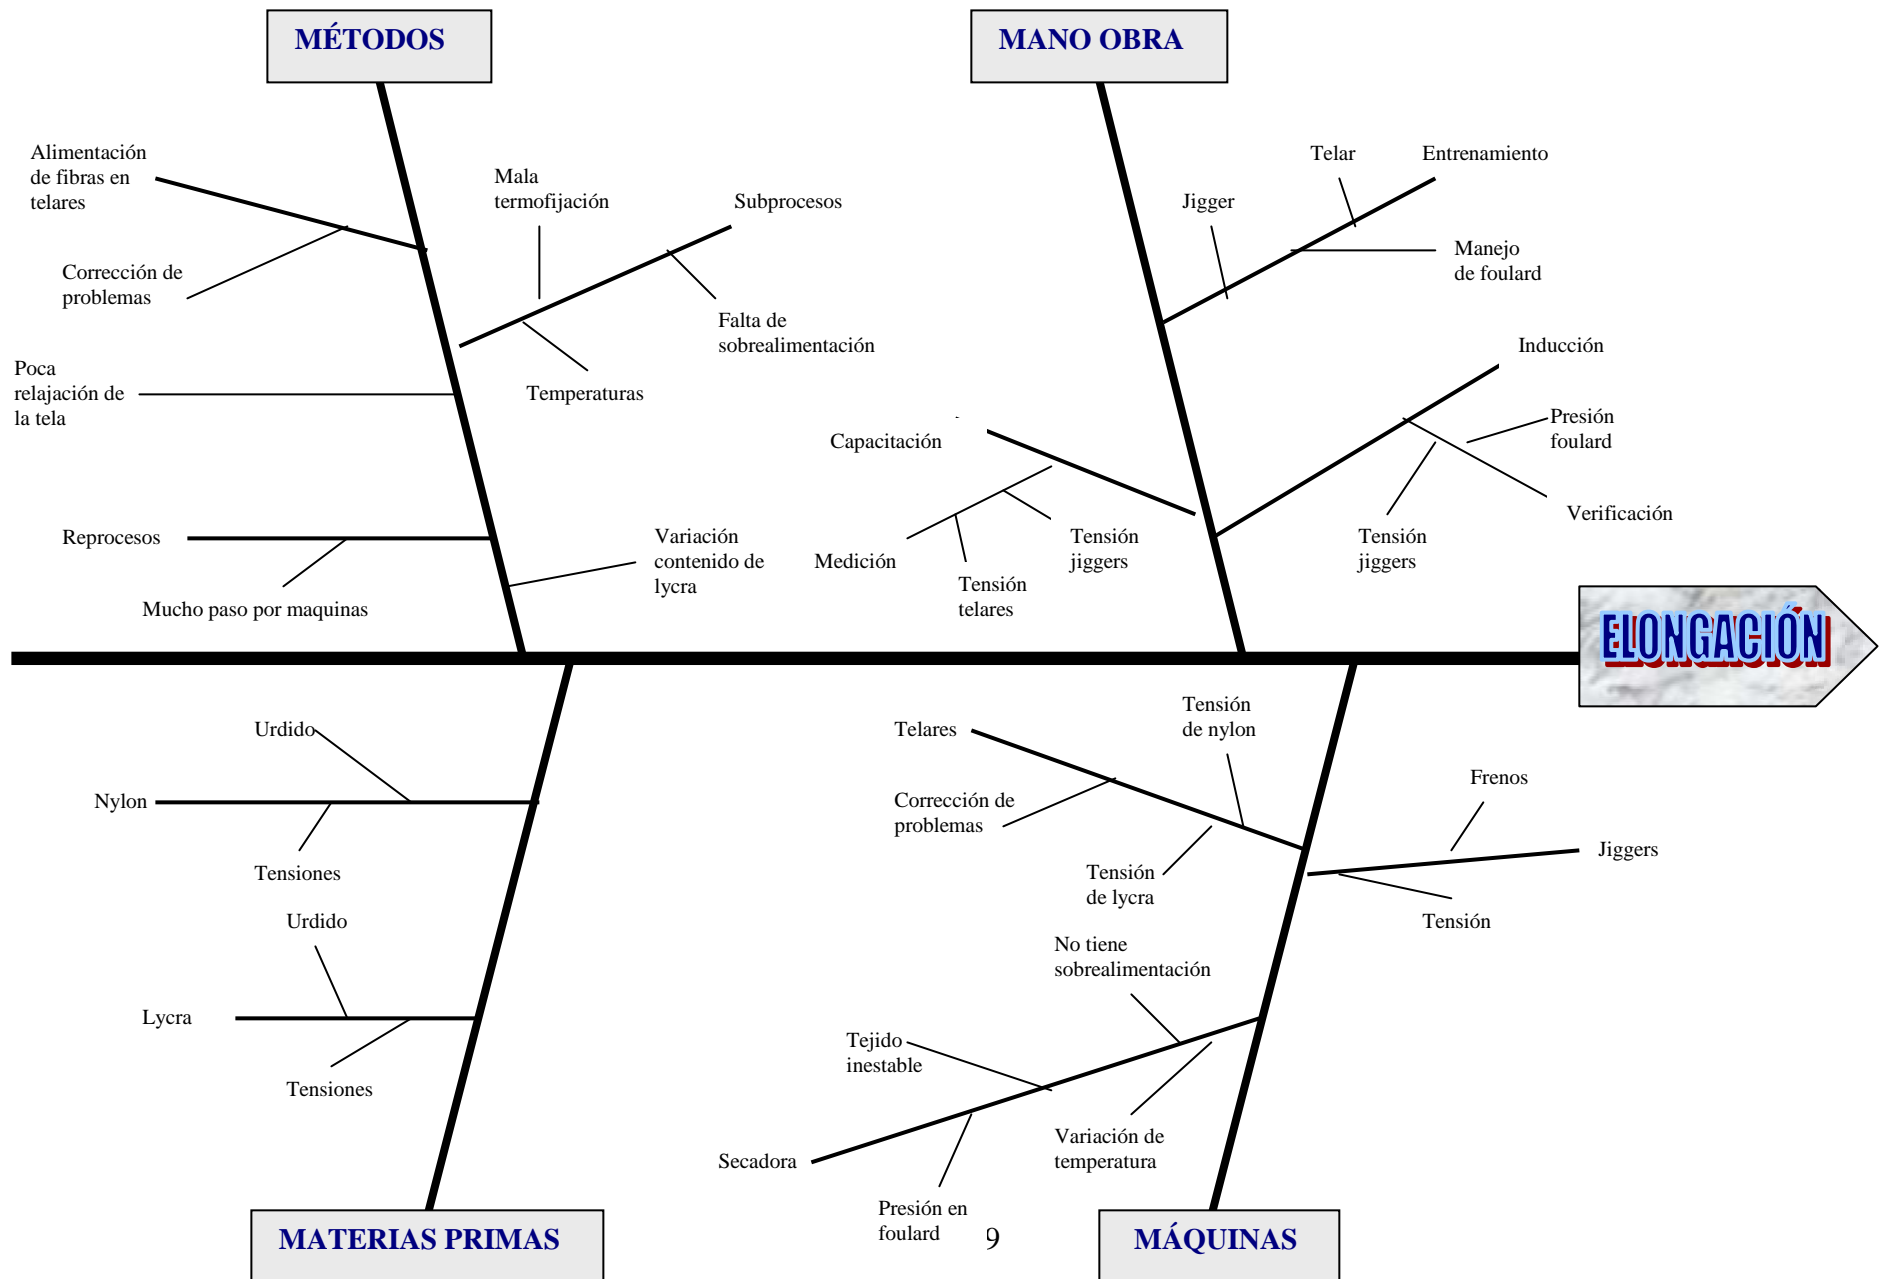 MÉTODOS
MANO OBRA
Alimentación
de fibras en
telares
Mala
termofijación
Subprocesos
Corrección de
problemas
Falta de
sobrealimentación
Poca
relajación de
la tela
Temperaturas
Reprocesos
Mucho paso por maquinas
Variación
contenido de
lycra
Telar
Entrenamiento
Jigger
Manejo
de foulard
Inducción
Presión
foulard
Capacitación
Verificación
Medición
Tensión
jiggers
Tensión
telares
Tensión
jiggers
ELONGACIÓN
Urdido
Nylon
Tensiones
Urdido
Lycra
Tensiones
Telares
Tensión
de nylon
Corrección de
problemas
Frenos
Jiggers
Tensión
de lycra
Tensión
No tiene
sobrealimentación
Tejido
inestable
Variación de
temperatura
Secadora
Presión en
foulard
9
MATERIAS PRIMAS
MÁQUINAS